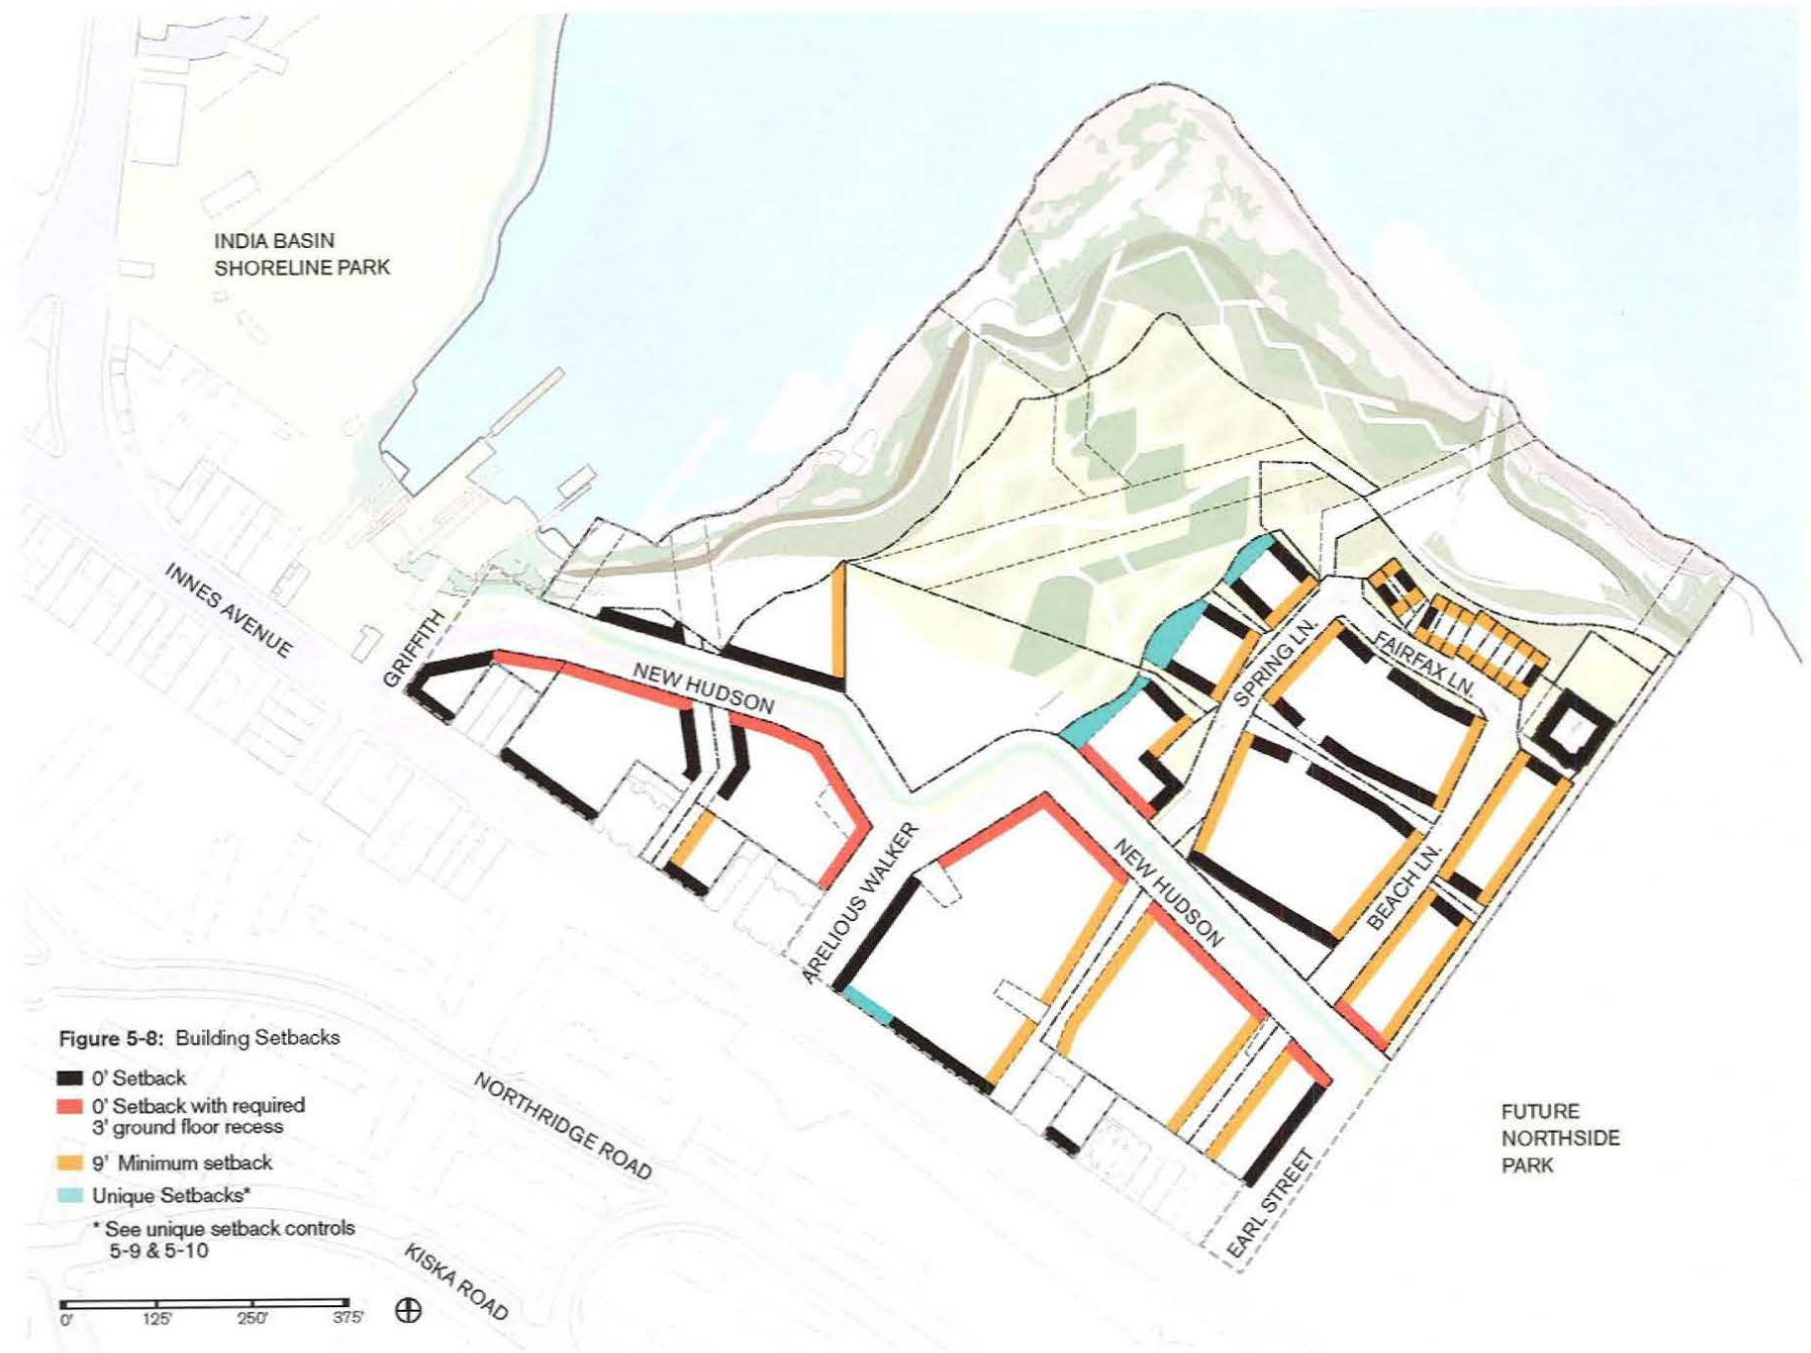 INDIA BASIN
SHORELINE PARK
INNES AVENUE
GRIFFITH
NEW HUDSON
SPRING LN.
FAIRFAX LN.
ARELIOUS WALKER
NEW HUDSON
BEACH LN.
EARL STREET
NORTHRIDGE ROAD
KISKA ROAD
FUTURE
NORTHSIDE
PARK
Figure 5-8: Building Setbacks
0' Setback
0' Setback with required
3' ground floor recess
9' Minimum setback
Unique Setbacks*
* See unique setback controls
5-9 & 5-10
0' 125' 250' 375'